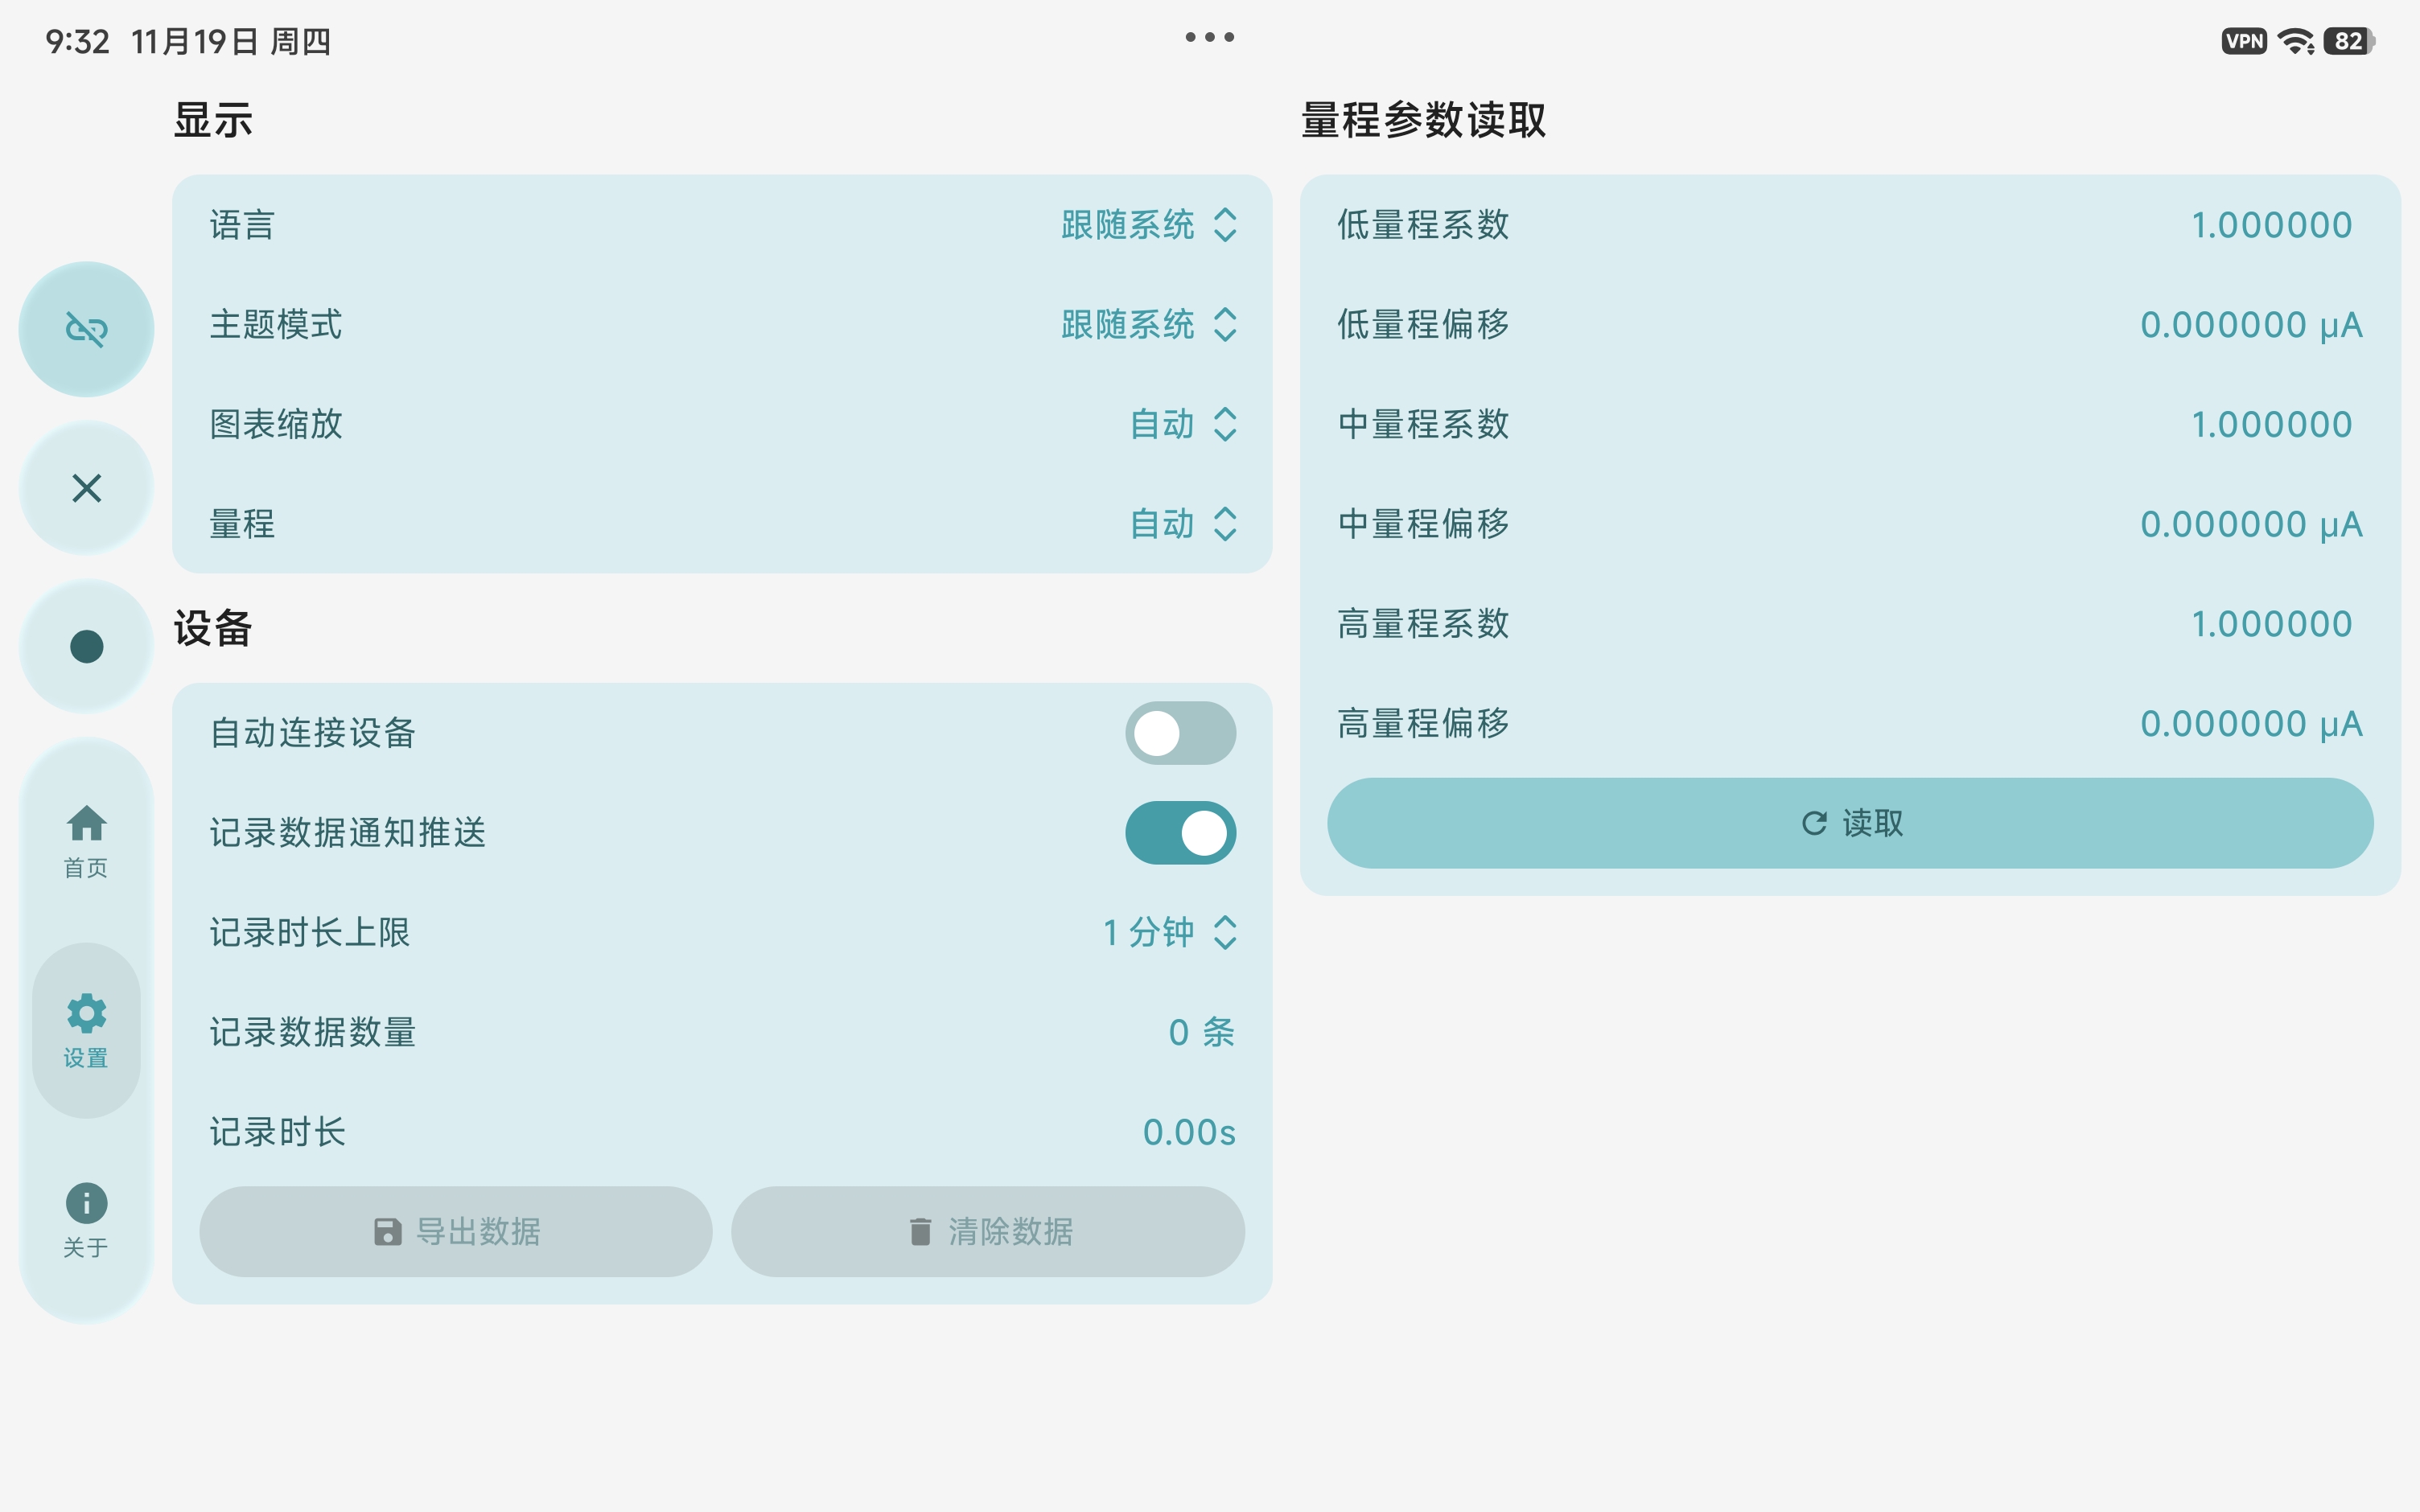 9:32 11月19日 周四
VPN 82
显示
语言 跟随系统
主题模式 跟随系统
图表缩放 自动
量程 自动
设备
自动连接设备
记录数据通知推送
记录时长上限 1 分钟
记录数据数量 0 条
记录时长 0.00s
导出数据 清除数据
量程参数读取
低量程系数 1.000000
低量程偏移 0.000000 μA
中量程系数 1.000000
中量程偏移 0.000000 μA
高量程系数 1.000000
高量程偏移 0.000000 μA
读取
首页
设置
关于